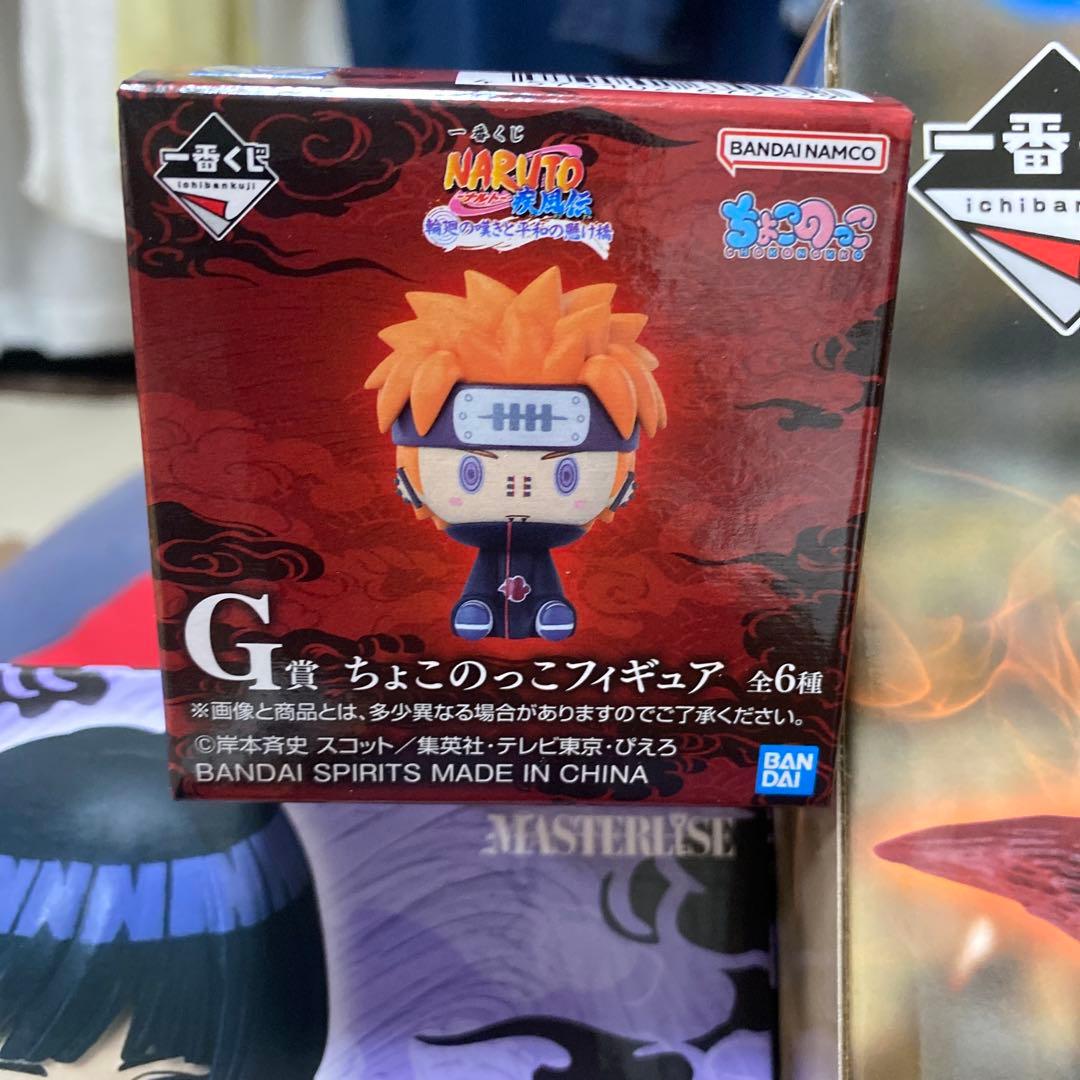 一番くじ
ichibankuji
一番くじ
NARUTO
ーナルトー
疾風伝
輪廻の嘆きと平和の懸け橋
BANDAI NAMCO
ちょこのっこ
CHOKONOKKO
一番
ichiban
G賞 ちょこのっこフィギュア 全6種
※画像と商品とは、多少異なる場合がありますのでご了承ください。
©岸本斉史 スコット／集英社・テレビ東京・ぴえろ
BANDAI SPIRITS MADE IN CHINA
BAN
DAI
MASTERLISE